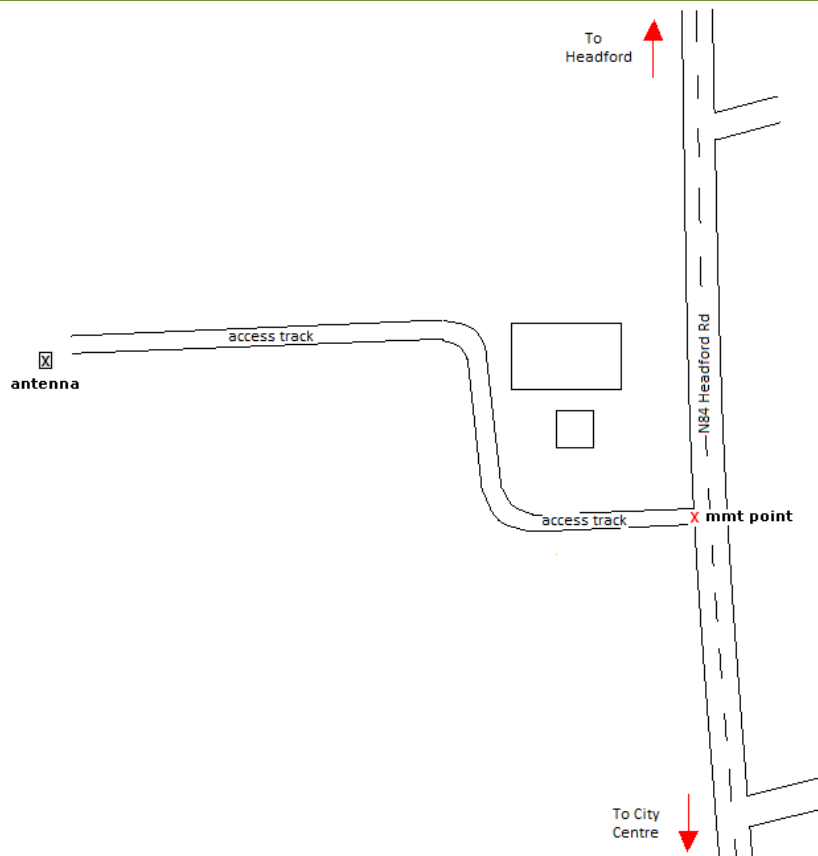 To
Headford
N84 Headford Rd
access track
X
antenna
access track
X mmt point
To City
Centre